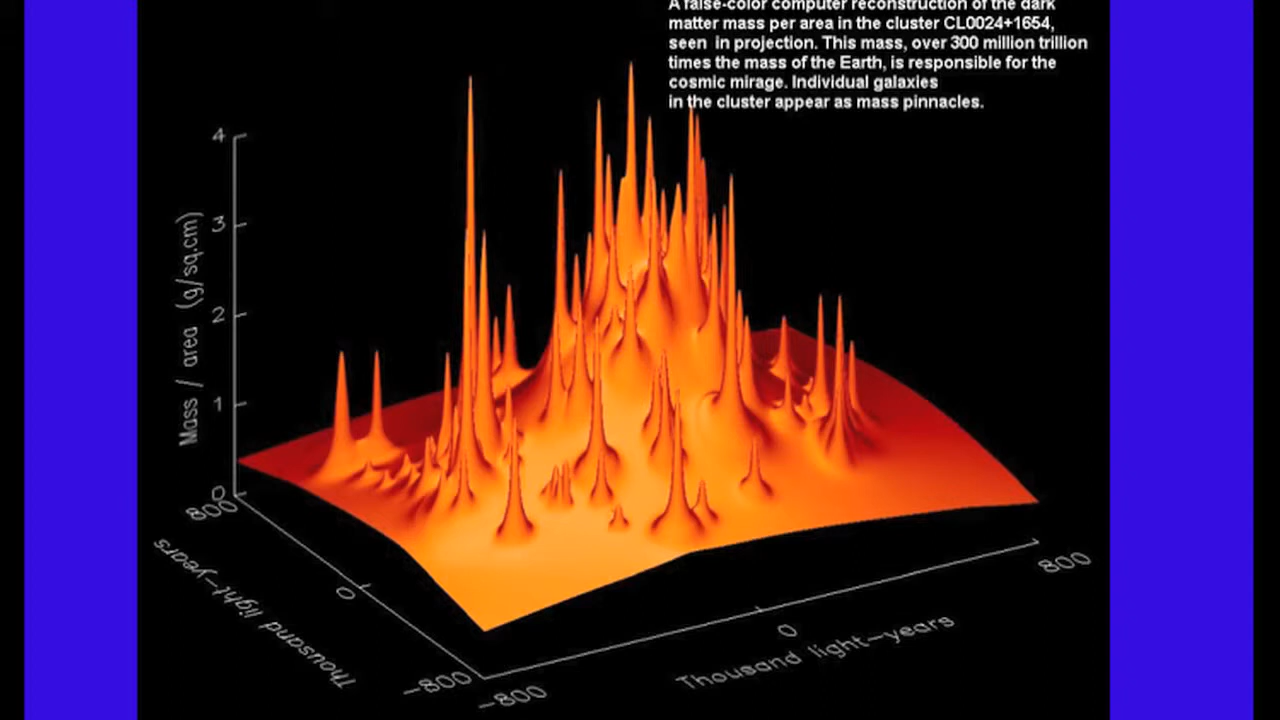 A false-color computer reconstruction of the dark
matter mass per area in the cluster CL0024+1654,
seen in projection. This mass, over 300 million trillion
times the mass of the Earth, is responsible for the
cosmic mirage. Individual galaxies
in the cluster appear as mass pinnacles.
4
3
2
1
0
Mass / area (g/sq.cm)
800
0
-800
Thousand light-years
-800
0
800
Thousand light-years